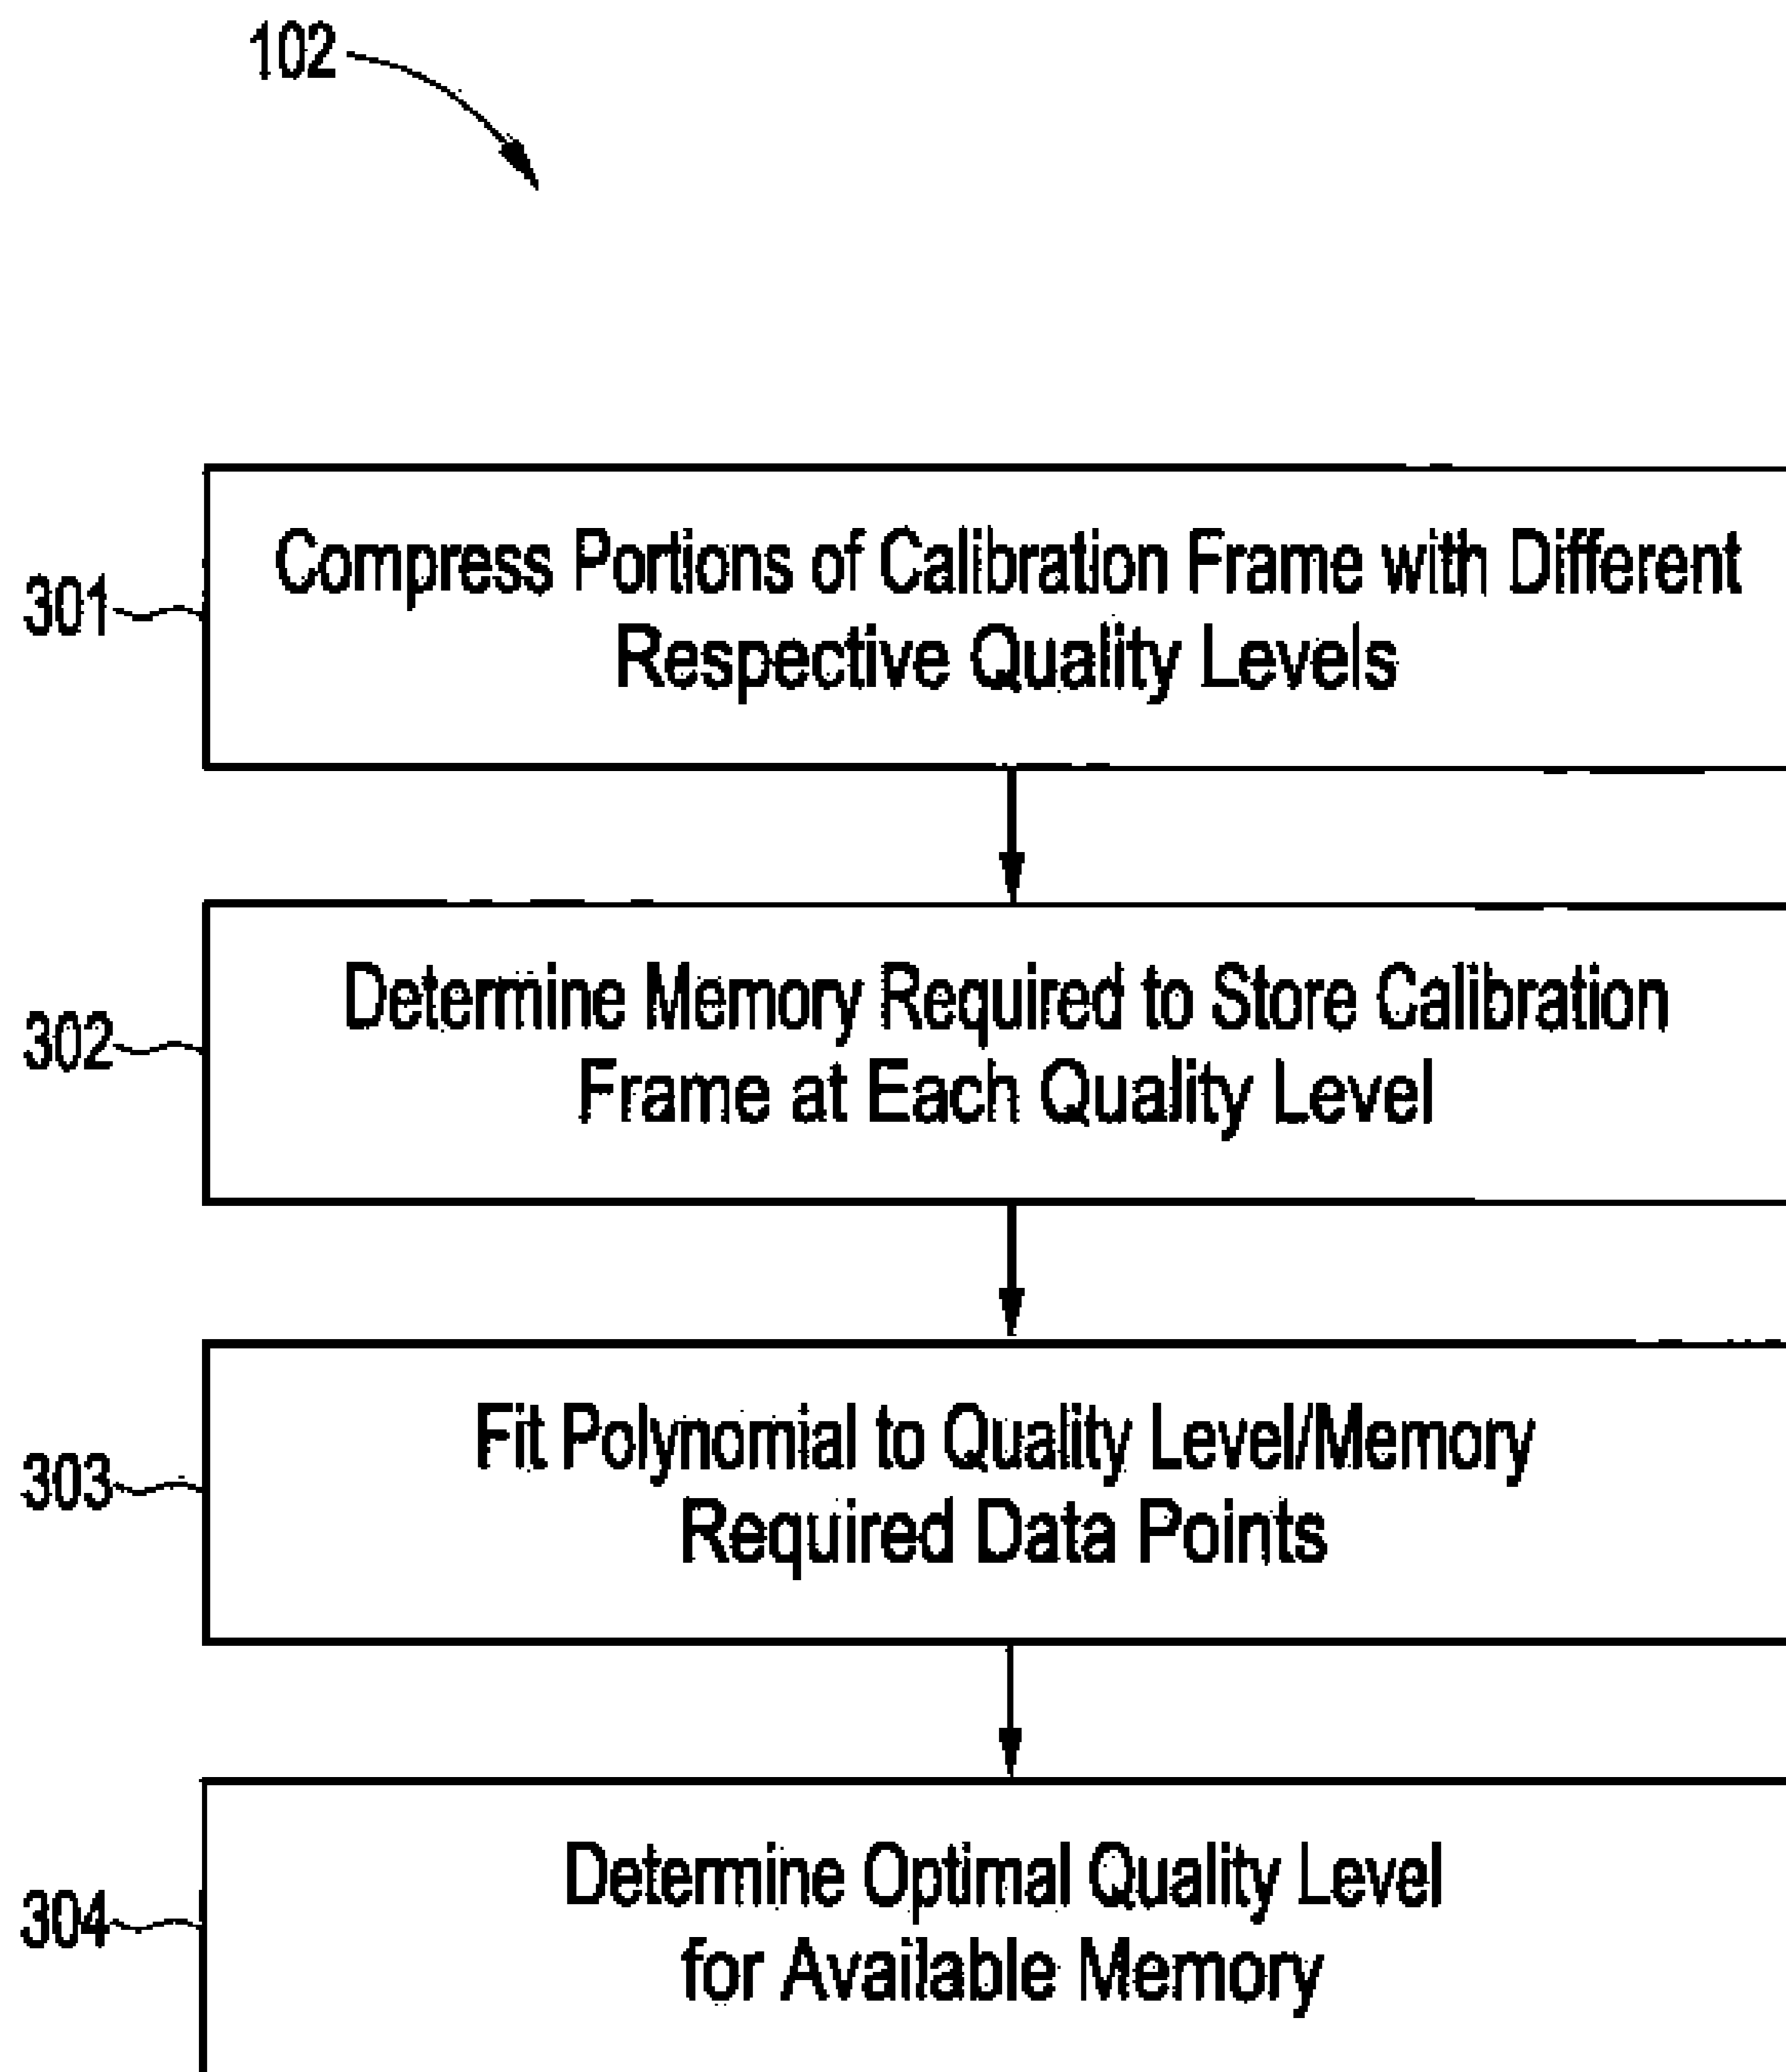 102
301
Compress Portions of Calibration Frame with Different
Respective Quality Levels
302
Determine Memory Required to Store Calibration
Frame at Each Quality Level
303
Fit Polynomial to Quality Level/Memory
Required Data Points
304
Determine Optimal Quality Level
for Available Memory